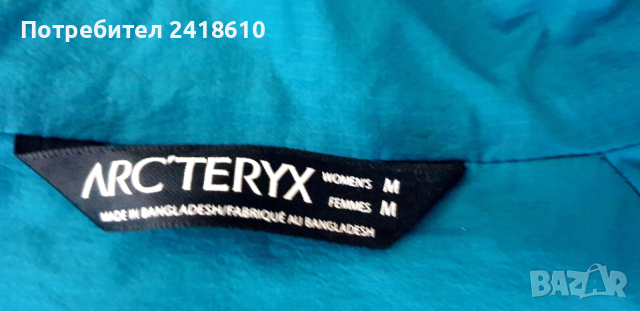 Потребител 2418610
ARC'TERYX WOMEN'S M
FEMMES M
MADE IN BANGLADESH/FABRIQUÉ AU BANGLADESH
BAZAR